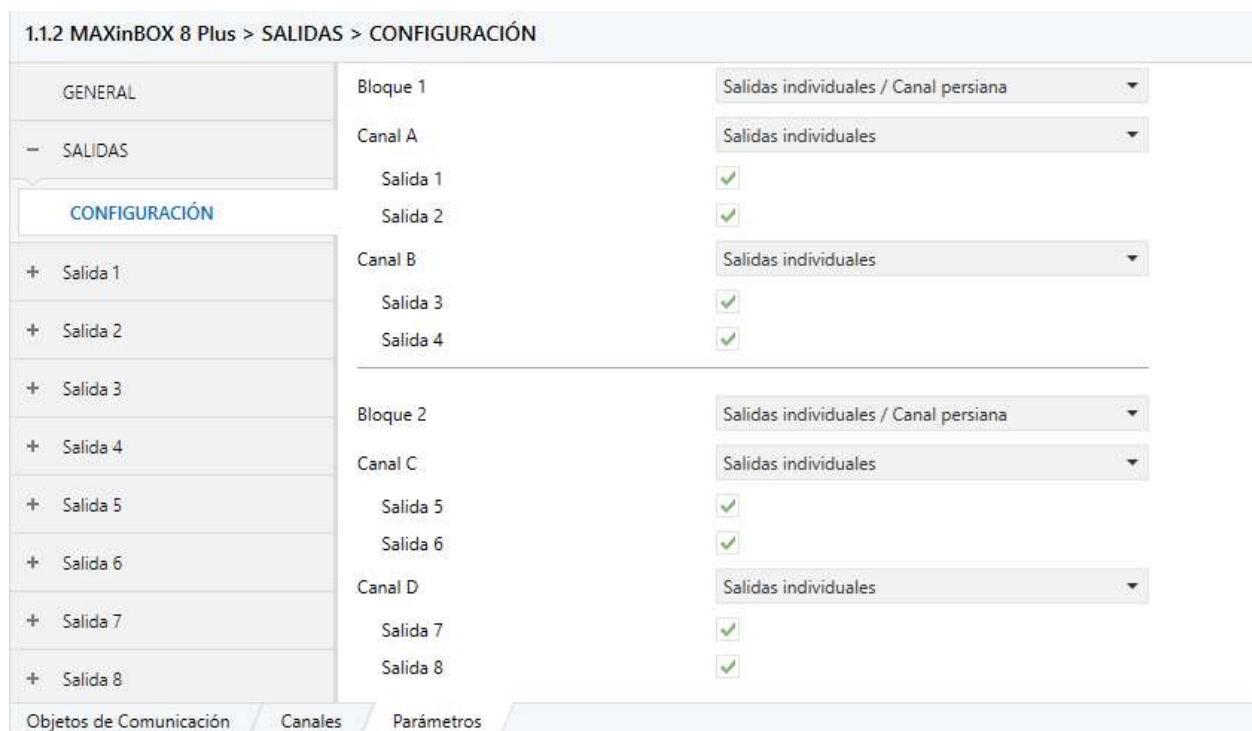 1.1.2 MAXinBOX 8 Plus > SALIDAS > CONFIGURACIÓN
GENERAL
− SALIDAS
CONFIGURACIÓN
+ Salida 1
+ Salida 2
+ Salida 3
+ Salida 4
+ Salida 5
+ Salida 6
+ Salida 7
+ Salida 8
Bloque 1 Salidas individuales / Canal persiana
Canal A Salidas individuales
Salida 1
Salida 2
Canal B Salidas individuales
Salida 3
Salida 4
Bloque 2 Salidas individuales / Canal persiana
Canal C Salidas individuales
Salida 5
Salida 6
Canal D Salidas individuales
Salida 7
Salida 8
Objetos de Comunicación Canales Parámetros